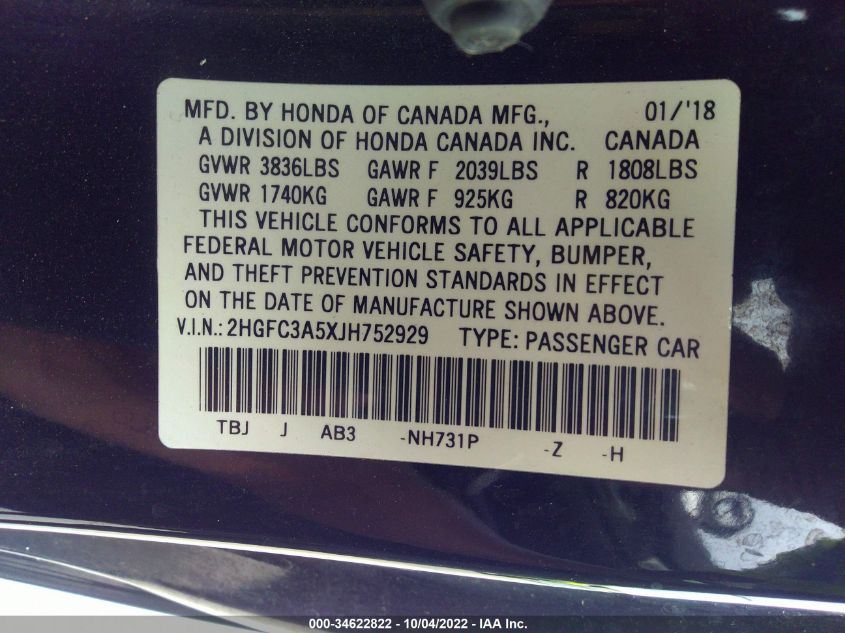 MFD. BY HONDA OF CANADA MFG., 01/'18
A DIVISION OF HONDA CANADA INC. CANADA
GVWR 3836LBS GAWR F 2039LBS R 1808LBS
GVWR 1740KG GAWR F 925KG R 820KG
THIS VEHICLE CONFORMS TO ALL APPLICABLE
FEDERAL MOTOR VEHICLE SAFETY, BUMPER,
AND THEFT PREVENTION STANDARDS IN EFFECT
ON THE DATE OF MANUFACTURE SHOWN ABOVE.
V.I.N.: 2HGFC3A5XJH752929 TYPE: PASSENGER CAR
TBJ J AB3 -NH731P -Z -H
000-34622822 - 10/04/2022 - IAA Inc.